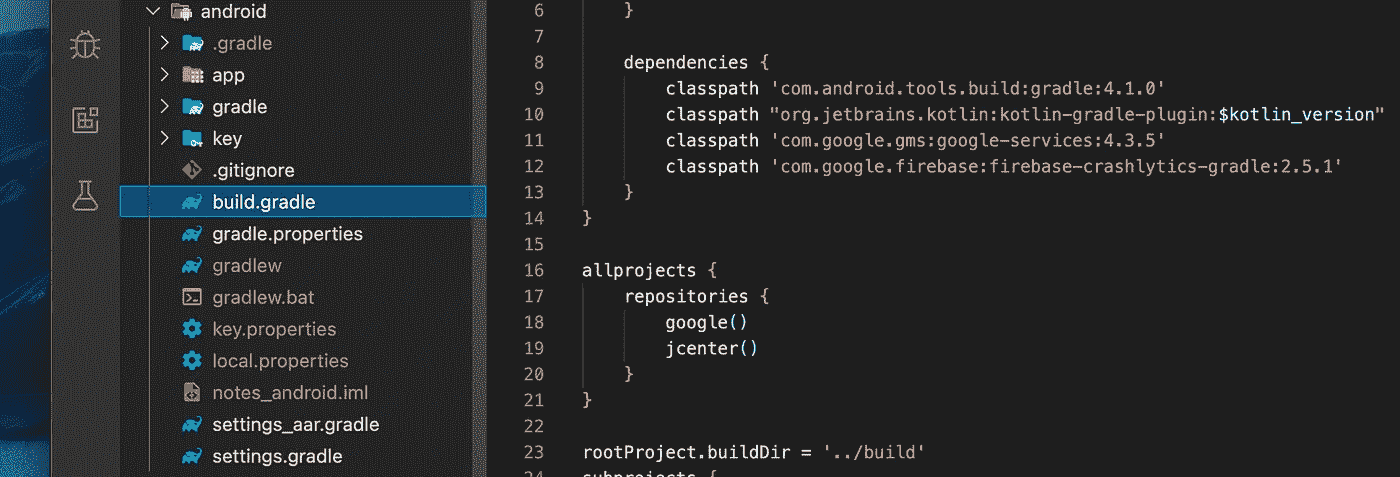 android
.gradle
app
gradle
key
.gitignore
build.gradle
gradle.properties
gradlew
gradlew.bat
key.properties
local.properties
notes_android.iml
settings_aar.gradle
settings.gradle
6 }
7
8 dependencies {
9 classpath 'com.android.tools.build:gradle:4.1.0'
10 classpath "org.jetbrains.kotlin:kotlin-gradle-plugin:$kotlin_version"
11 classpath 'com.google.gms:google-services:4.3.5'
12 classpath 'com.google.firebase:firebase-crashlytics-gradle:2.5.1'
13 }
14 }
15
16 allprojects {
17 repositories {
18 google()
19 jcenter()
20 }
21 }
22
23 rootProject.buildDir = '../build'
24 subprojects {